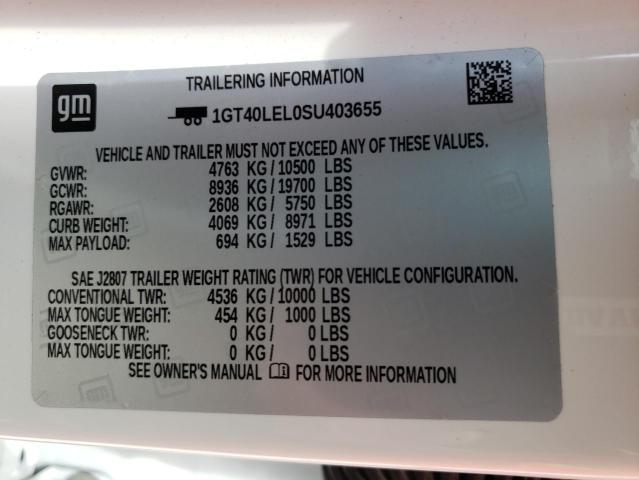 gm
TRAILERING INFORMATION
1GT40LEL0SU403655
VEHICLE AND TRAILER MUST NOT EXCEED ANY OF THESE VALUES.
GVWR: 4763 KG / 10500 LBS
GCWR: 8936 KG / 19700 LBS
RGAWR: 2608 KG / 5750 LBS
CURB WEIGHT: 4069 KG / 8971 LBS
MAX PAYLOAD: 694 KG / 1529 LBS
SAE J2807 TRAILER WEIGHT RATING (TWR) FOR VEHICLE CONFIGURATION.
CONVENTIONAL TWR: 4536 KG / 10000 LBS
MAX TONGUE WEIGHT: 454 KG / 1000 LBS
GOOSENECK TWR: 0 KG / 0 LBS
MAX TONGUE WEIGHT: 0 KG / 0 LBS
SEE OWNER'S MANUAL FOR MORE INFORMATION